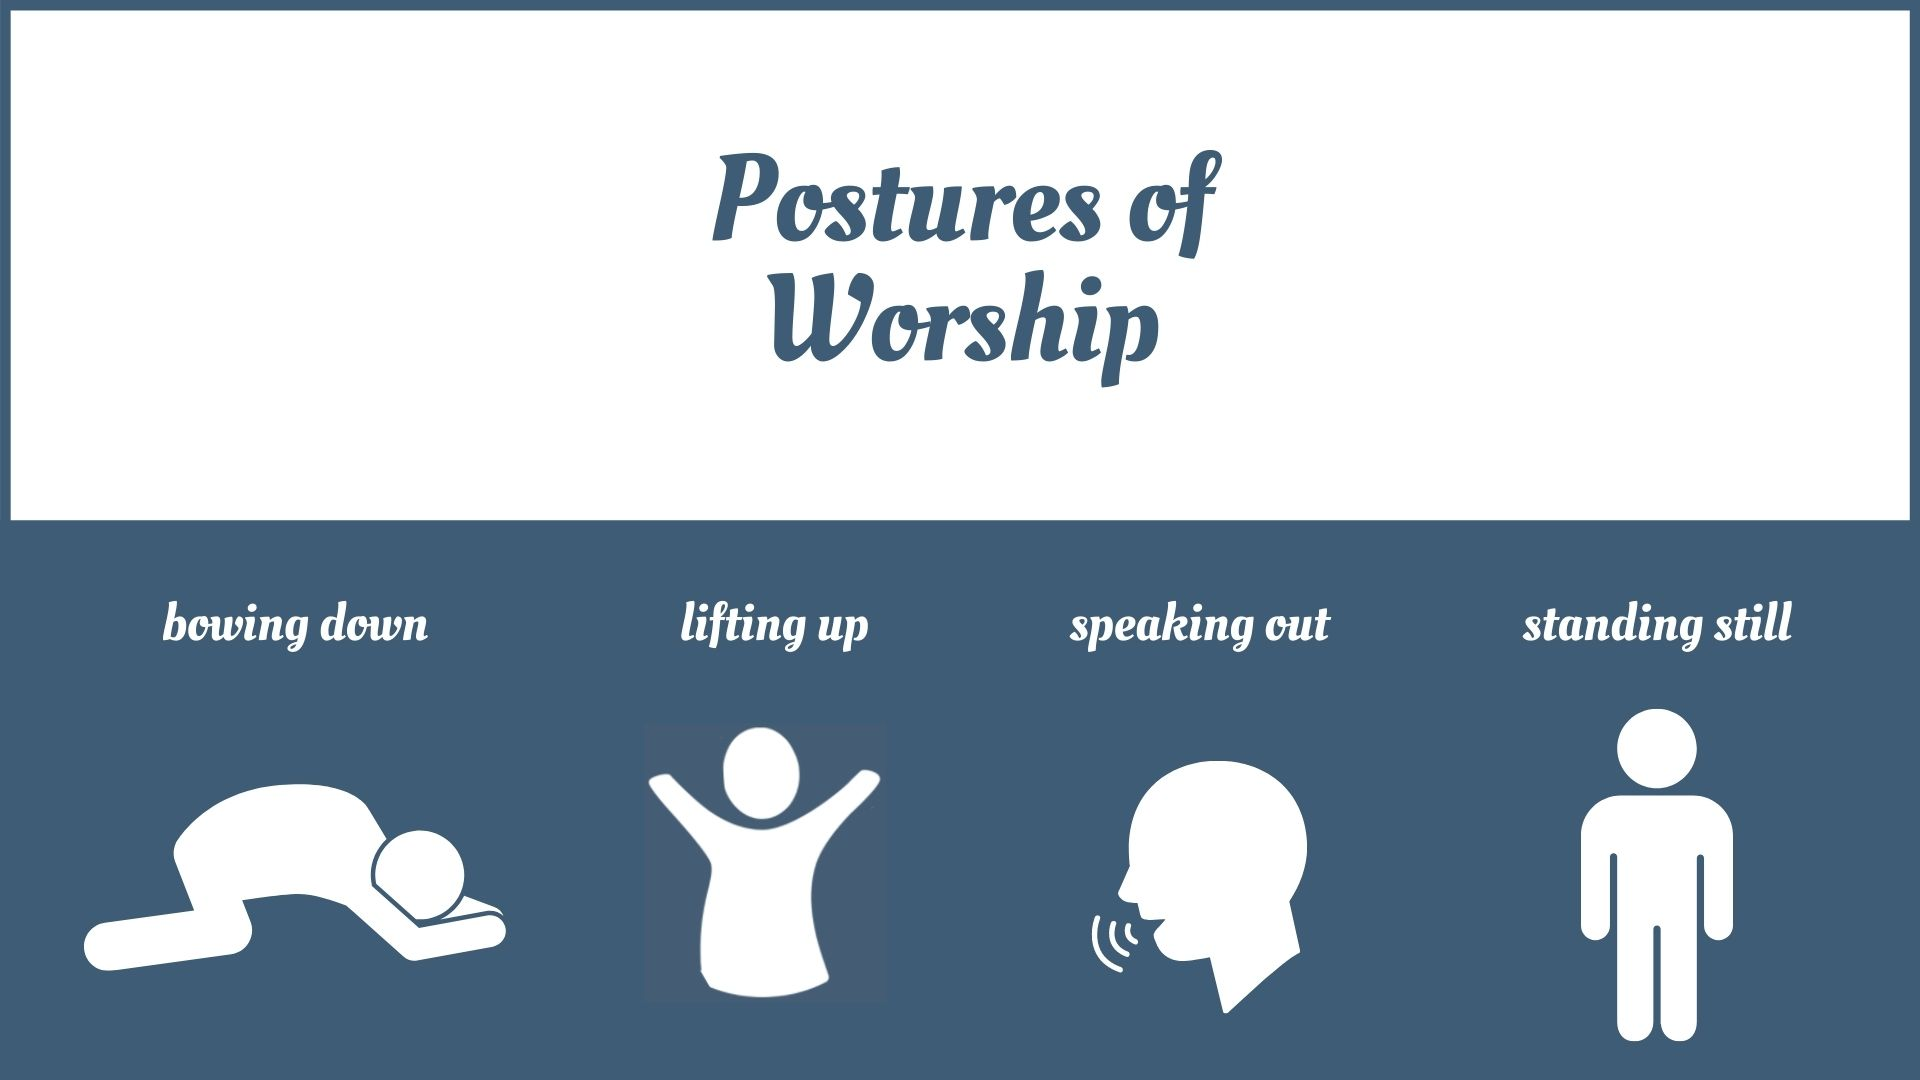 Postures of
Worship
bowing down
lifting up
speaking out
standing still